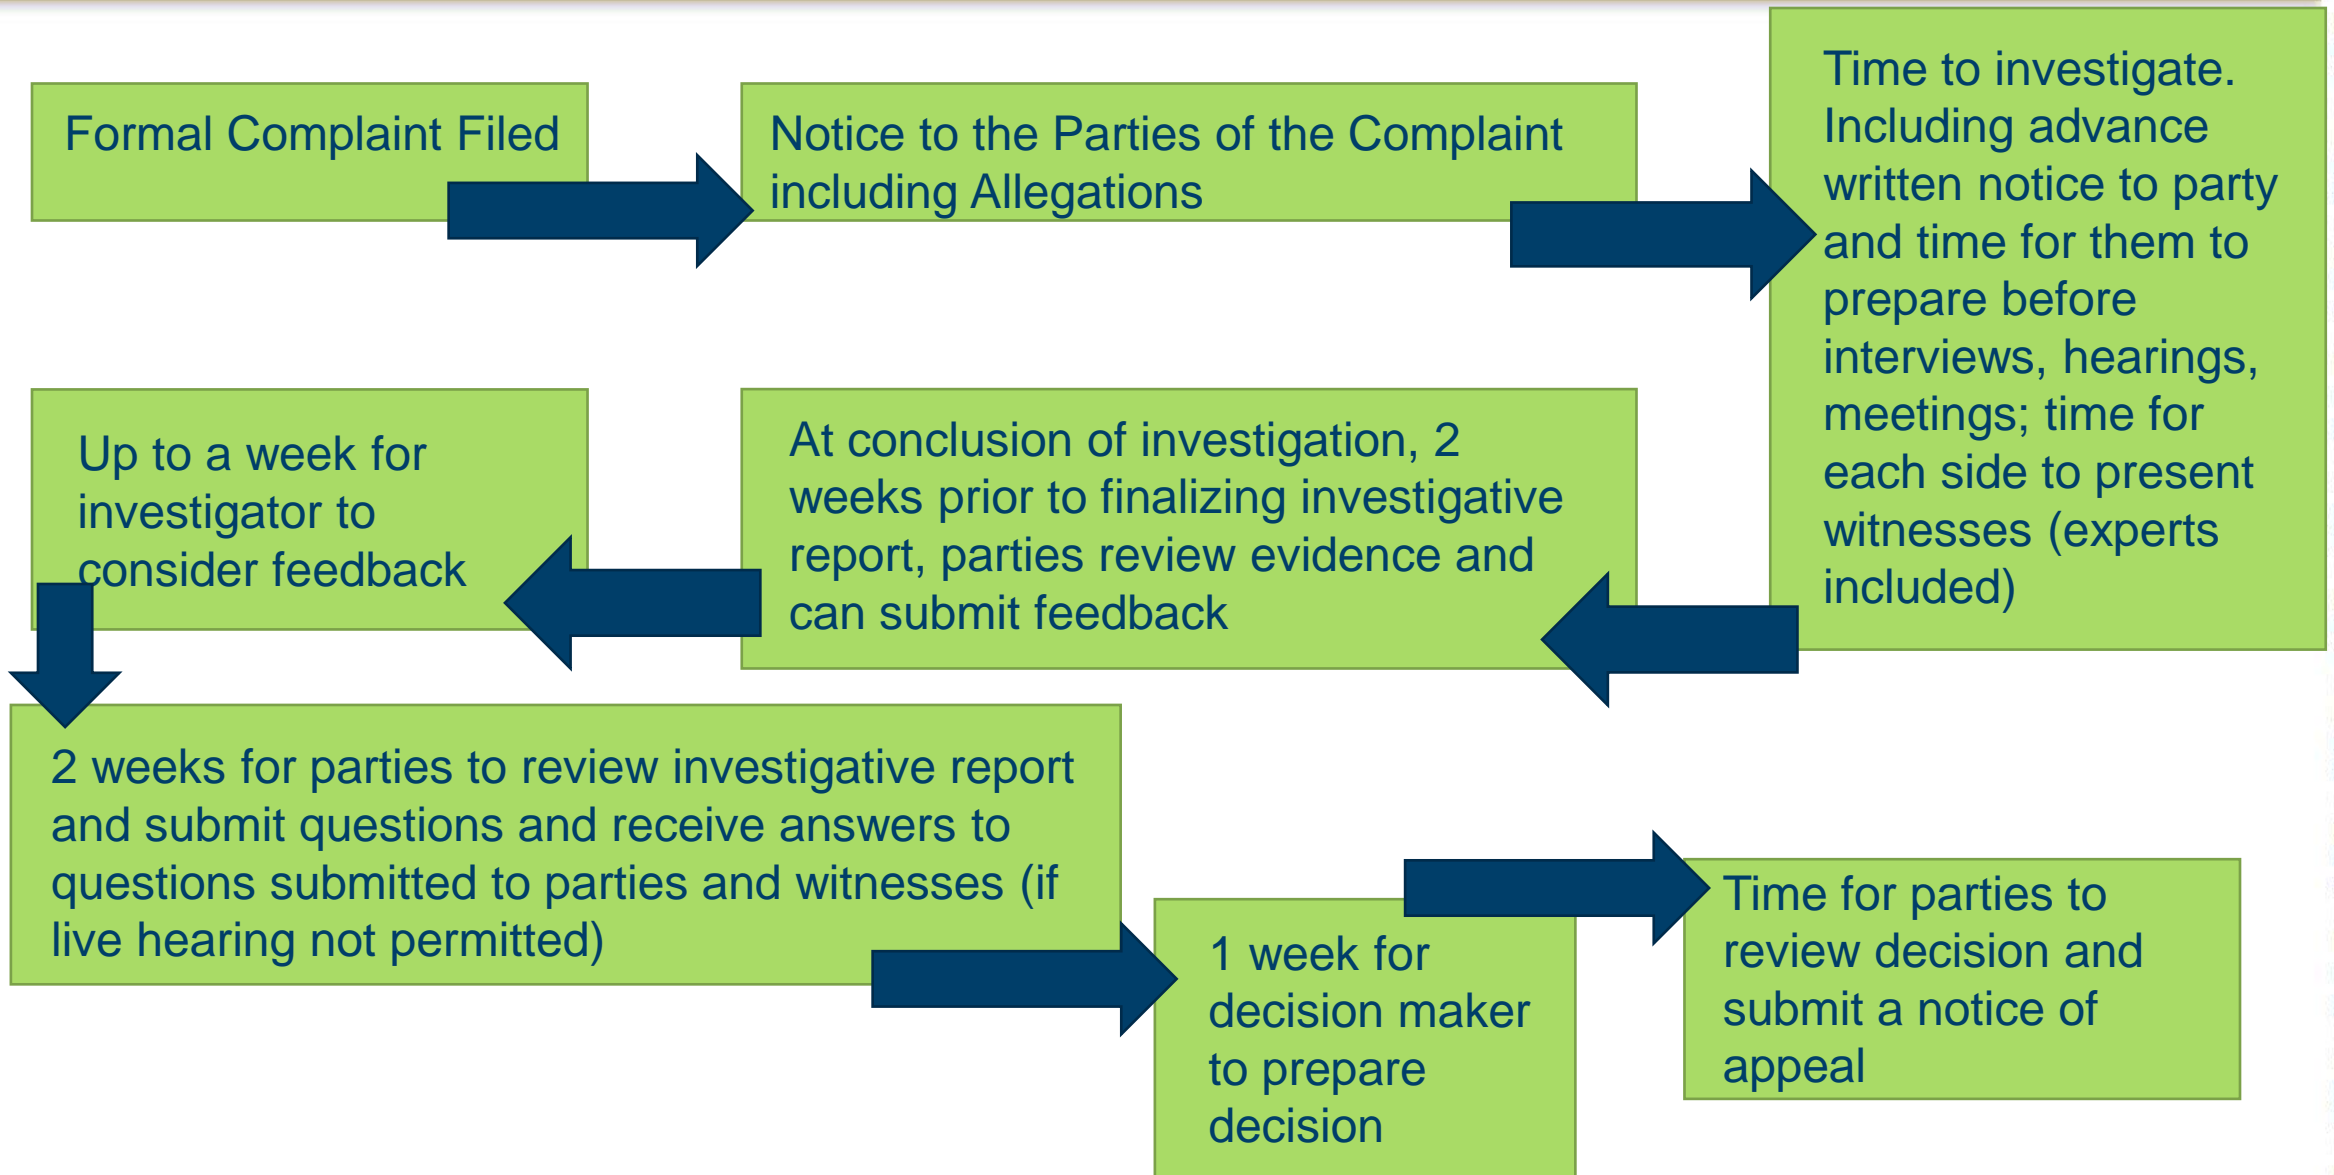 Formal Complaint Filed
Notice to the Parties of the Complaint
including Allegations
Time to investigate.
Including advance
written notice to party
and time for them to
prepare before
interviews, hearings,
meetings; time for
each side to present
witnesses (experts
included)
At conclusion of investigation, 2
weeks prior to finalizing investigative
report, parties review evidence and
can submit feedback
Up to a week for
investigator to
consider feedback
2 weeks for parties to review investigative report
and submit questions and receive answers to
questions submitted to parties and witnesses (if
live hearing not permitted)
1 week for
decision maker
to prepare
decision
Time for parties to
review decision and
submit a notice of
appeal